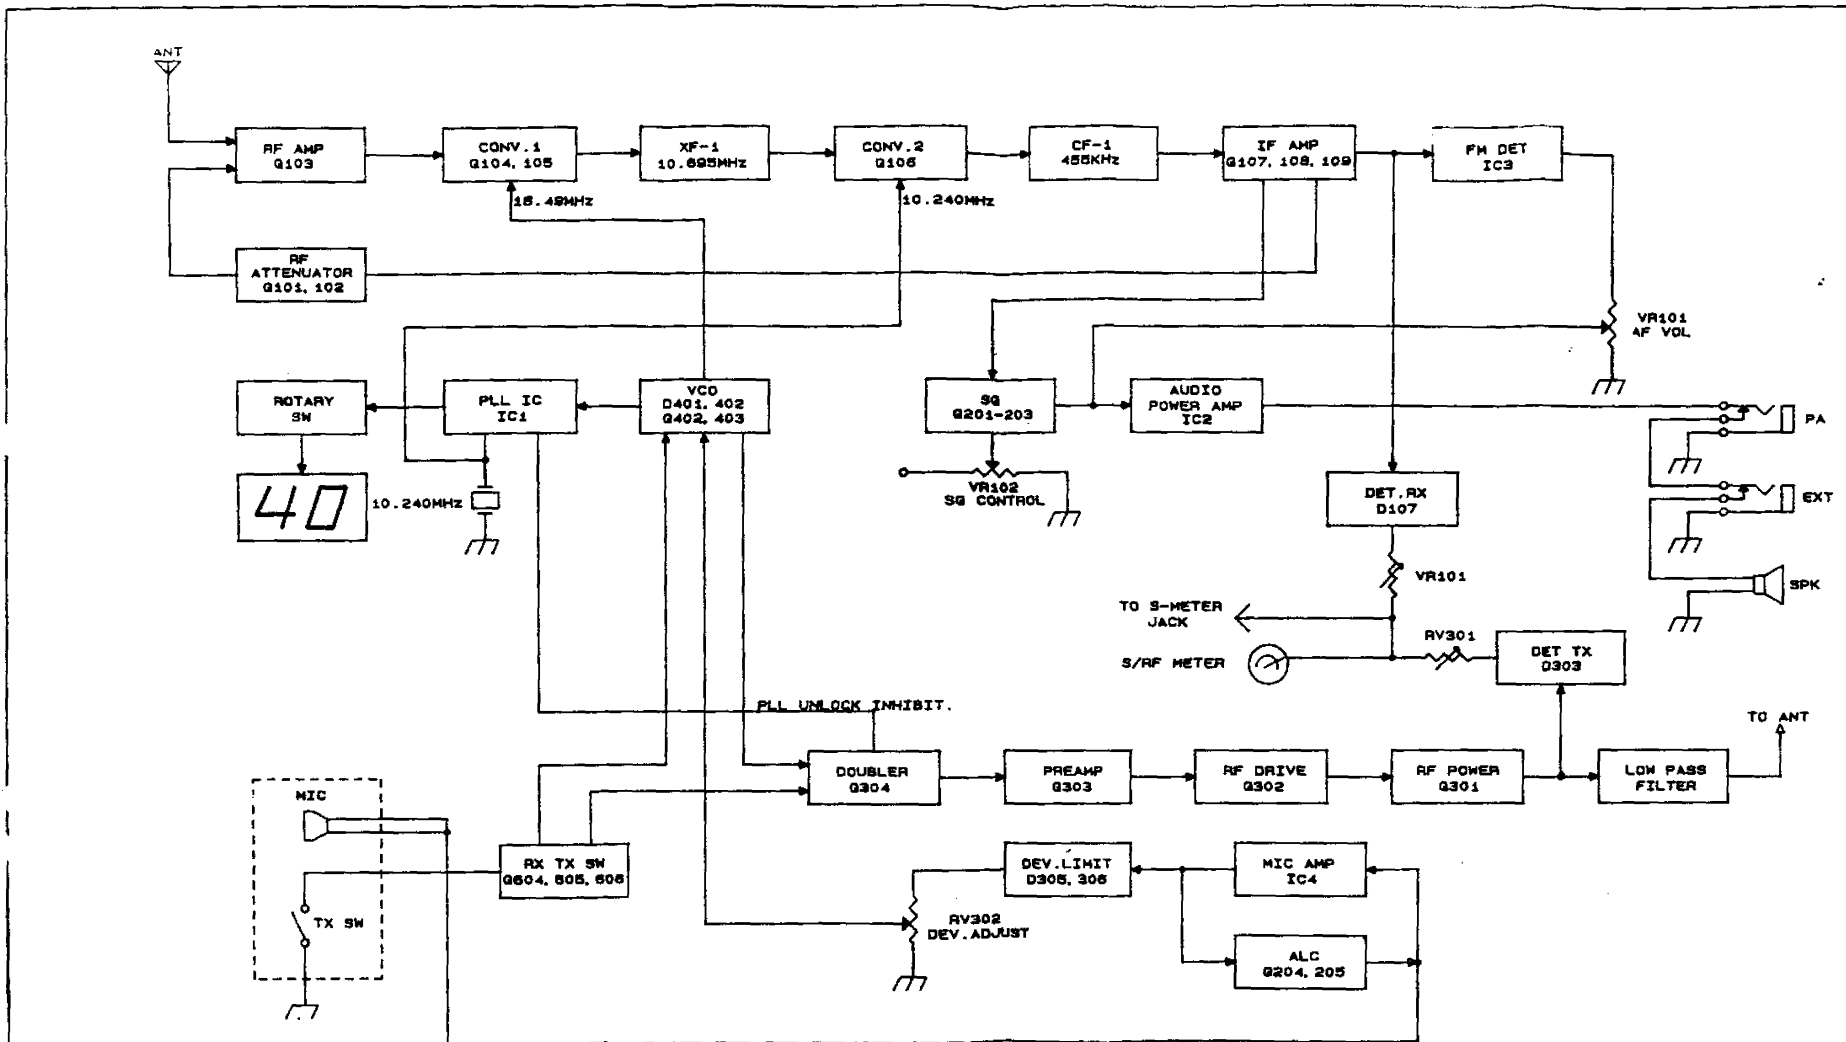 ANT
RF AMP
Q103
CONV.1
Q104, 105
XF-1
10.695MHz
CONV.2
Q106
CF-1
455KHz
IF AMP
Q107, 108, 109
FM DET
IC3
16.49MHz
10.240MHz
RF
ATTENUATOR
Q101, 102
VR101
AF VOL
ROTARY
SW
PLL IC
IC1
VCO
D401, 402
Q402, 403
SQ
Q201-203
AUDIO
POWER AMP
IC2
PA
40
10.240MHz
VR102
SQ CONTROL
DET.RX
D107
EXT
VR101
SPK
TO S-METER
JACK
RV301
S/RF METER
DET TX
D303
PLL UNLOCK INHIBIT.
TO ANT
DOUBLER
Q304
PREAMP
Q303
RF DRIVE
Q302
RF POWER
Q301
LOW PASS
FILTER
MIC
RX TX SW
Q604, 605, 606
DEV.LIMIT
D305, 306
MIC AMP
IC4
TX SW
RV302
DEV.ADJUST
ALC
Q204, 205